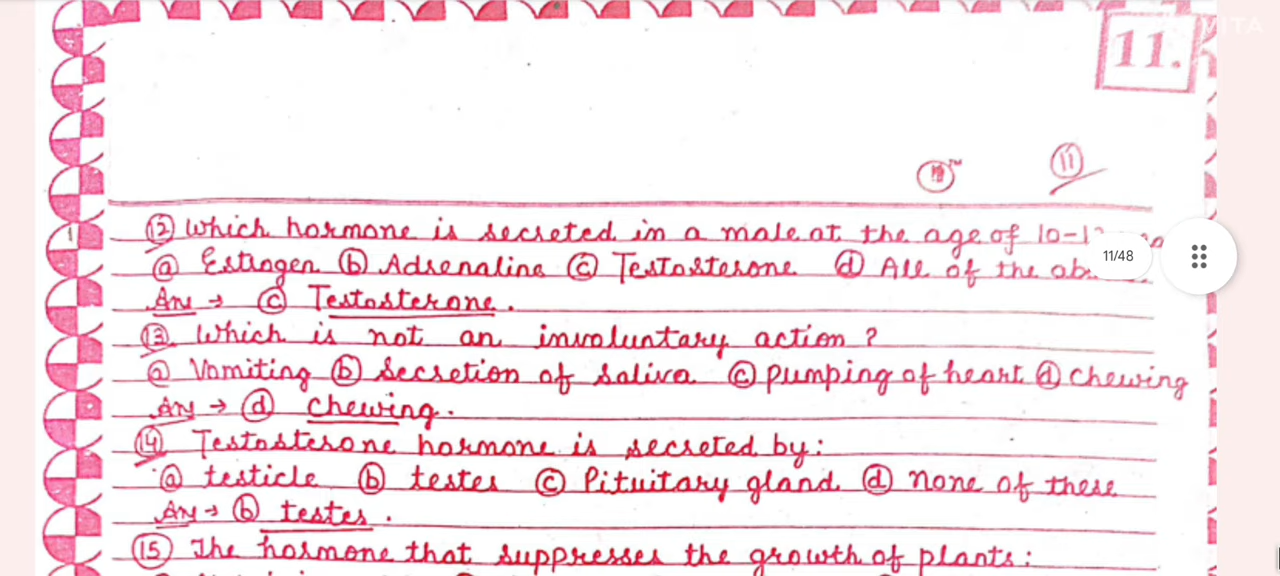 11.
11
(12) Which hormone is secreted in a male at the age of 10-1
11/48
(a) Estrogen (b) Adrenaline (c) Testosterone (d) All of the
Ans → (c) Testosterone.
(13) Which is not an involuntary action ?
(a) Vomiting (b) Secretion of saliva (c) Pumping of heart (d) chewing
Ans → (d) chewing.
(14) Testosterone hormone is secreted by:
(a) testicle (b) testes (c) Pituitary gland (d) none of these
Ans → (b) testes.
(15) The hormone that suppresses the growth of plants: